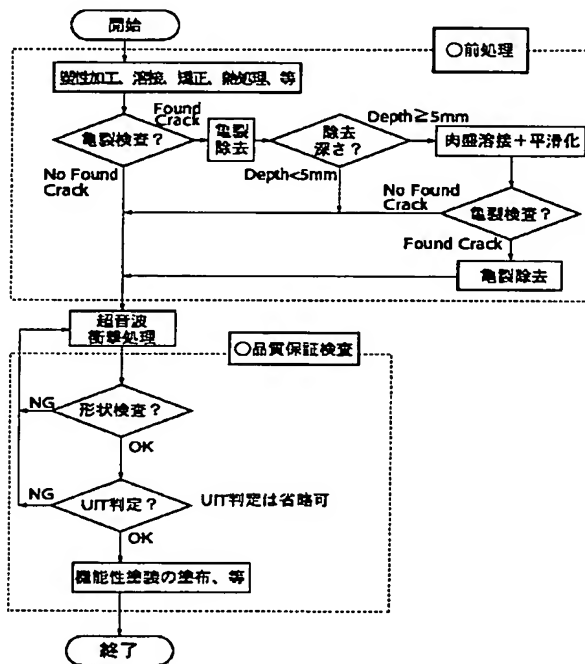 開始
○前処理
塑性加工、溶接、矯正、熱処理、等
亀裂検査？
Found
Crack
亀裂
除去
除去
深さ？
Depth≥5mm
肉盛溶接＋平滑化
No Found
Crack
Depth<5mm
No Found
Crack
亀裂検査？
Found Crack
亀裂除去
超音波
衝撃処理
○品質保証検査
NG
形状検査？
OK
NG
UIT判定？
UIT判定は省略可
OK
機能性塗装の塗布、等
終了